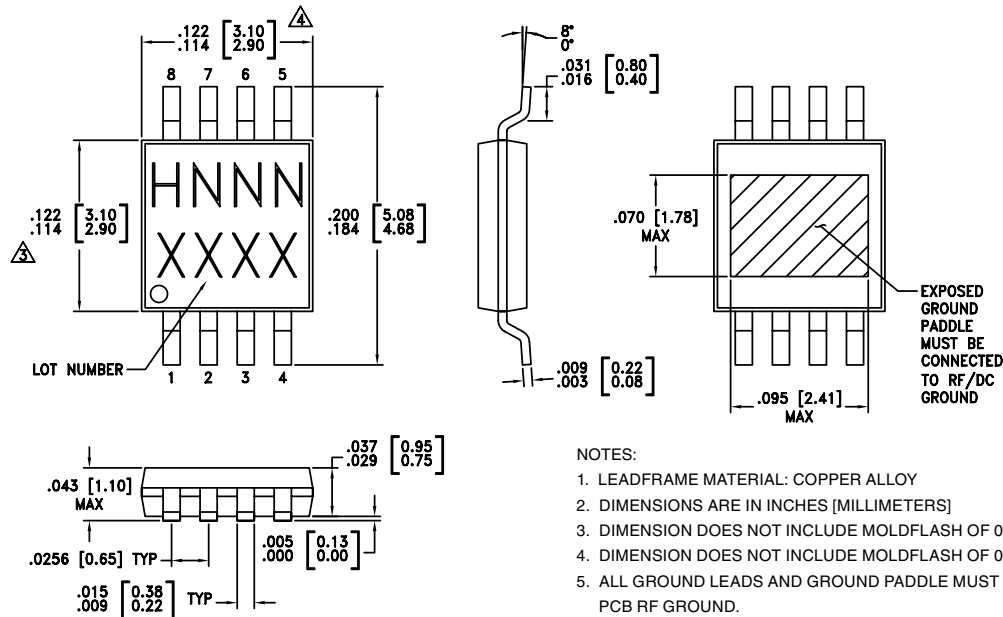 .122 [3.10]
.114 [2.90]
4
8 7 6 5
HNNN
XXXX
.122 [3.10]
.114 [2.90]
3
.200 [5.08]
.184 [4.68]
LOT NUMBER
1 2 3 4
8°
0°
.031 [0.80]
.016 [0.40]
.009 [0.22]
.003 [0.08]
.070 [1.78]
MAX
.095 [2.41]
MAX
EXPOSED
GROUND
PADDLE
MUST BE
CONNECTED
TO RF/DC
GROUND
.043 [1.10]
MAX
.037 [0.95]
.029 [0.75]
.0256 [0.65] TYP
.005 [0.13]
.000 [0.00]
.015 [0.38]
.009 [0.22] TYP
NOTES:
1. LEADFRAME MATERIAL: COPPER ALLOY
2. DIMENSIONS ARE IN INCHES [MILLIMETERS]
3. DIMENSION DOES NOT INCLUDE MOLDFLASH OF 0
4. DIMENSION DOES NOT INCLUDE MOLDFLASH OF 0
5. ALL GROUND LEADS AND GROUND PADDLE MUST
PCB RF GROUND.